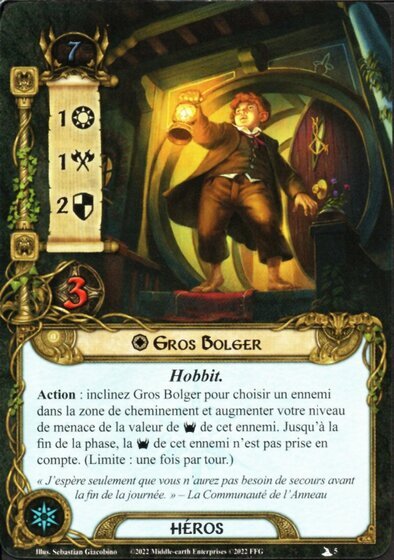 7
1
1
2
3
Gros Bolger
Hobbit.
Action : inclinez Gros Bolger pour choisir un ennemi
dans la zone de cheminement et augmenter votre niveau
de menace de la valeur de de cet ennemi. Jusqu'à la
fin de la phase, la de cet ennemi n'est pas prise en
compte. (Limite : une fois par tour.)
« J'espère seulement que vous n'aurez pas besoin de secours avant
la fin de la journée. » – La Communauté de l'Anneau
HÉROS
Illus. Sebastian Giacobino ©2022 Middle-earth Enterprises ©2022 FFG 5